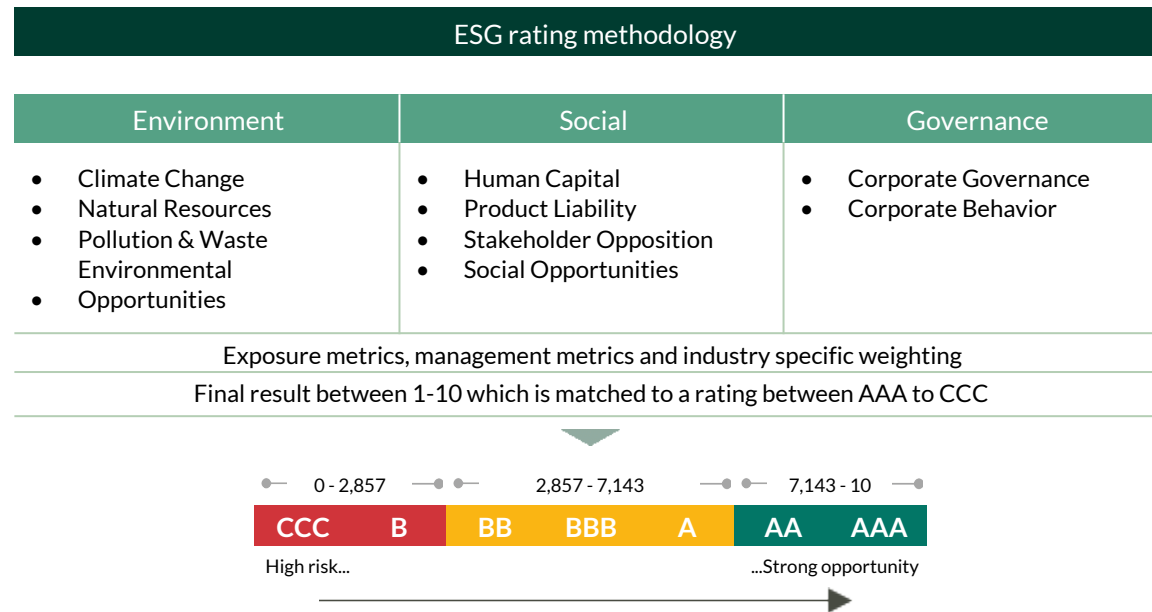 ESG rating methodology
Environment
Social
Governance
• Climate Change
• Natural Resources
• Pollution & Waste
Environmental
• Opportunities
• Human Capital
• Product Liability
• Stakeholder Opposition
• Social Opportunities
• Corporate Governance
• Corporate Behavior
Exposure metrics, management metrics and industry specific weighting
Final result between 1-10 which is matched to a rating between AAA to CCC
0 - 2,857
2,857 - 7,143
7,143 - 10
CCC B BB BBB A AA AAA
High risk...
...Strong opportunity